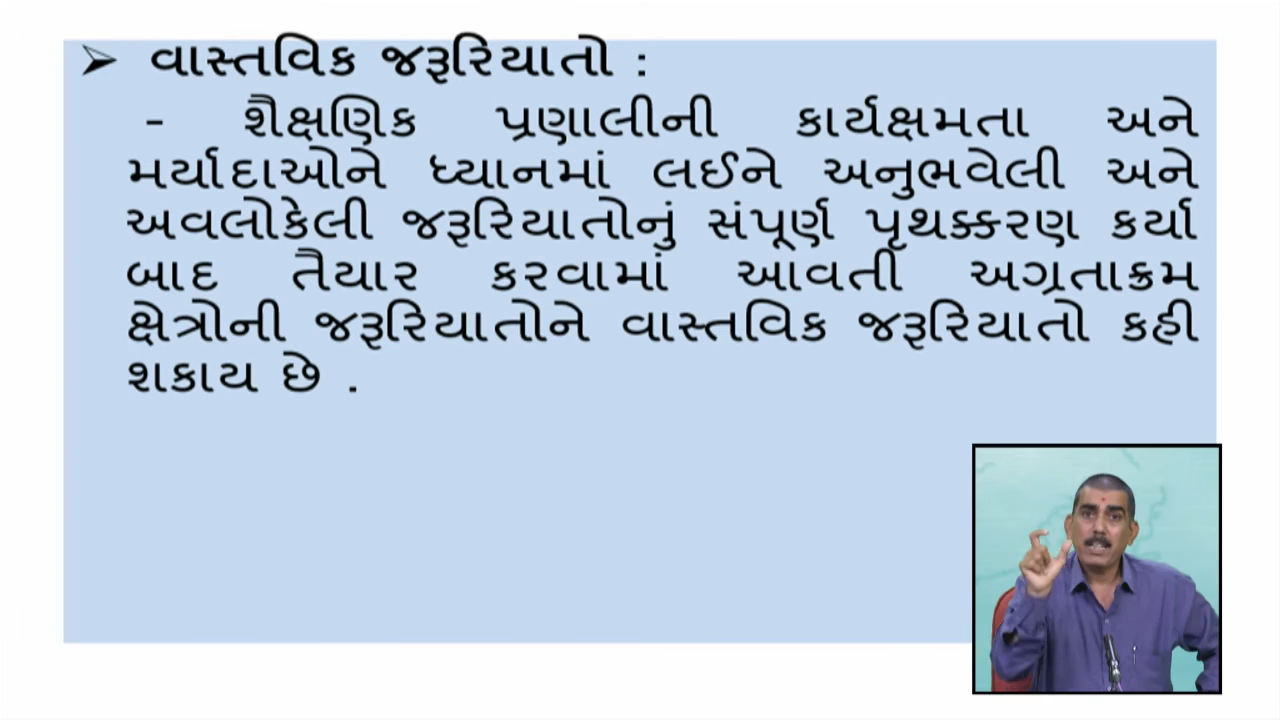 ➢ વાસ્તવિક જરૂરિયાતો :
- શૈક્ષણિક પ્રણાલીની કાર્યક્ષમતા અને
મર્યાદાઓને ધ્યાનમાં લઈને અનુભવેલી અને
અવલોકેલી જરૂરિયાતોનું સંપૂર્ણ પૃથક્કરણ કર્યા
બાદ તૈયાર કરવામાં આવતી અગ્રતાક્રમ
ક્ષેત્રોની જરૂરિયાતોને વાસ્તવિક જરૂરિયાતો કહી
શકાય છે .